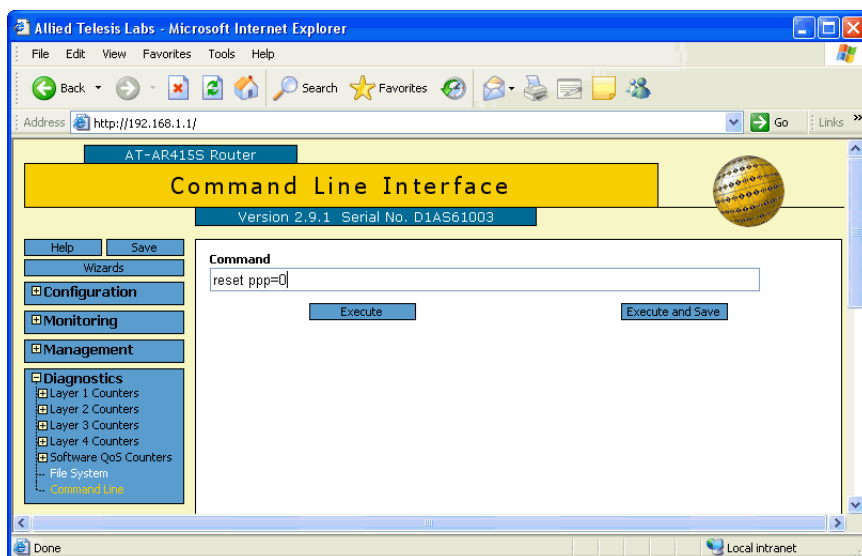 Allied Telesis Labs - Microsoft Internet Explorer
File Edit View Favorites Tools Help
Back Search Favorites
Address http://192.168.1.1/ Go Links »
AT-AR415S Router
Command Line Interface
Version 2.9.1 Serial No. D1AS61003
Help Save
Wizards
Configuration
Monitoring
Management
Diagnostics
Layer 1 Counters
Layer 2 Counters
Layer 3 Counters
Layer 4 Counters
Software QoS Counters
File System
Command Line
Command
reset ppp=0
Execute Execute and Save
Done Local intranet